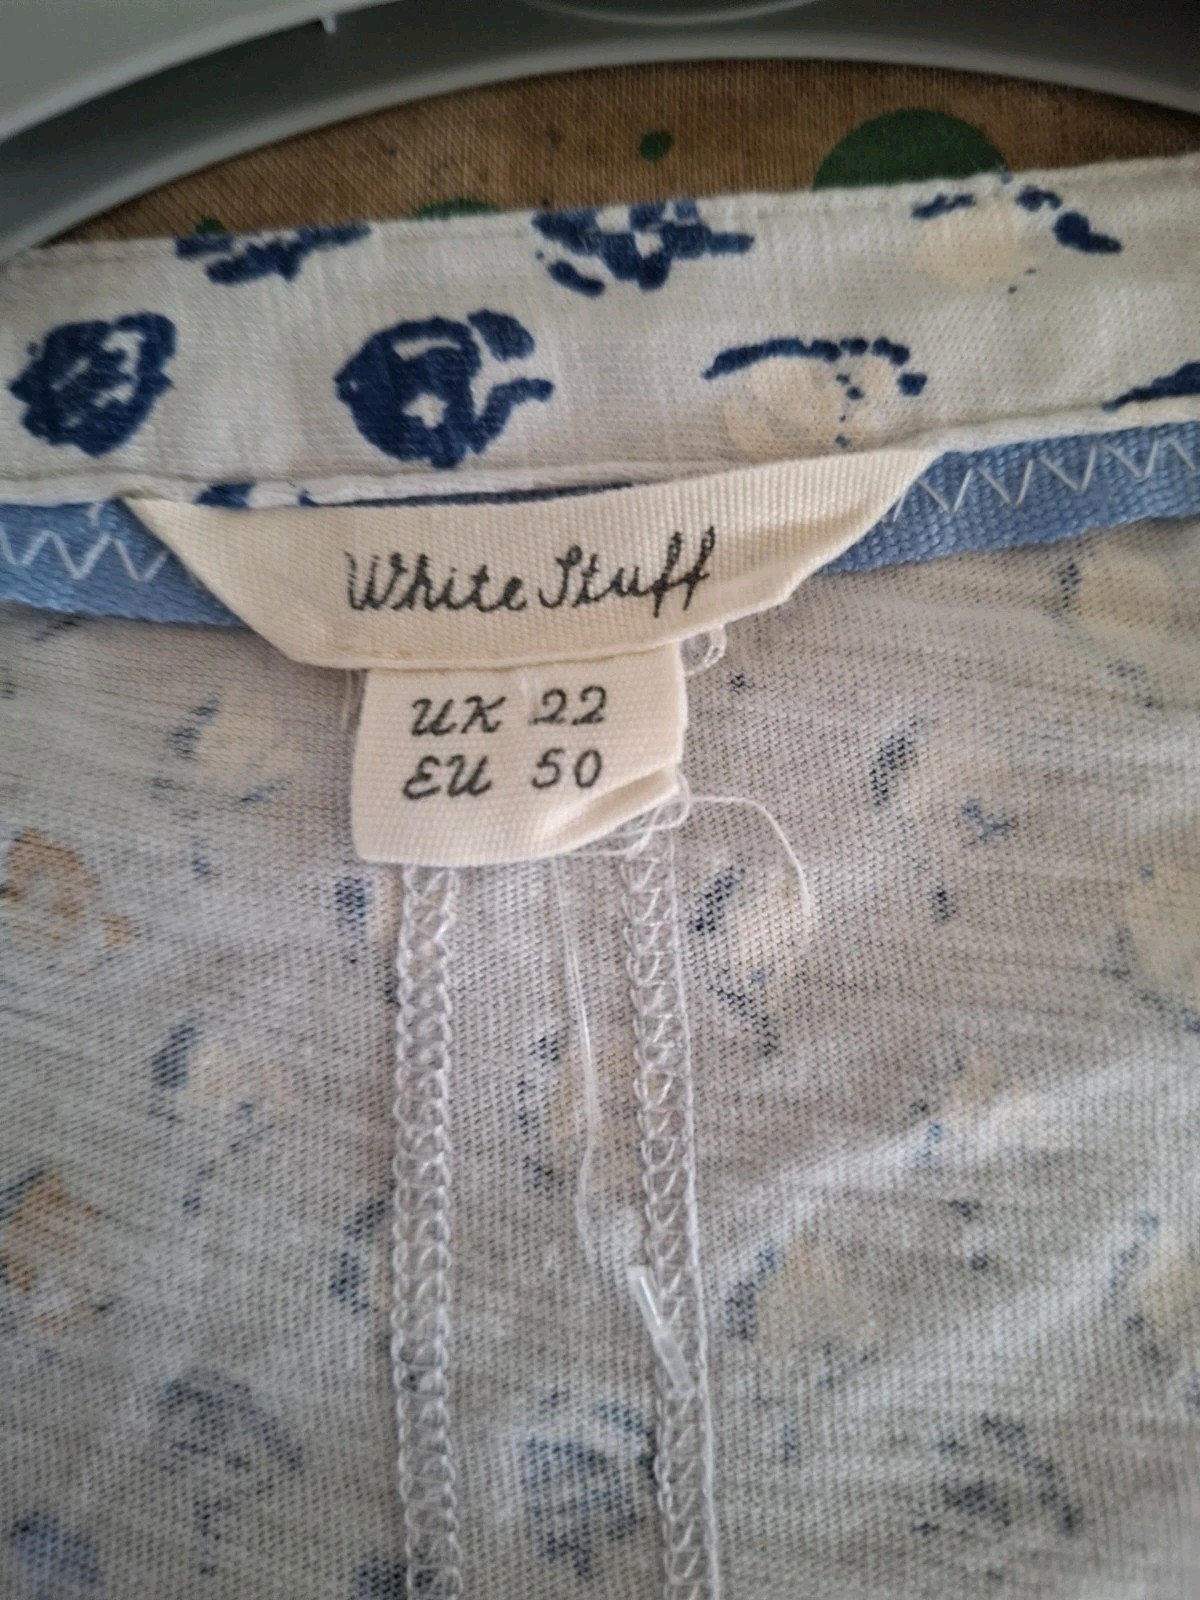 White Stuff
UK 22
EU 50